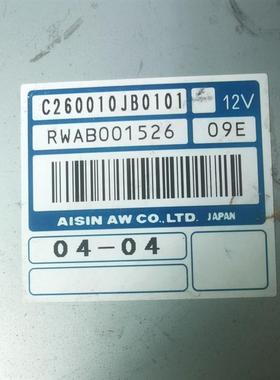 C260010JB0101 12V
RWAB001526 09E
AISIN AW CO.,LTD. JAPAN
04-04